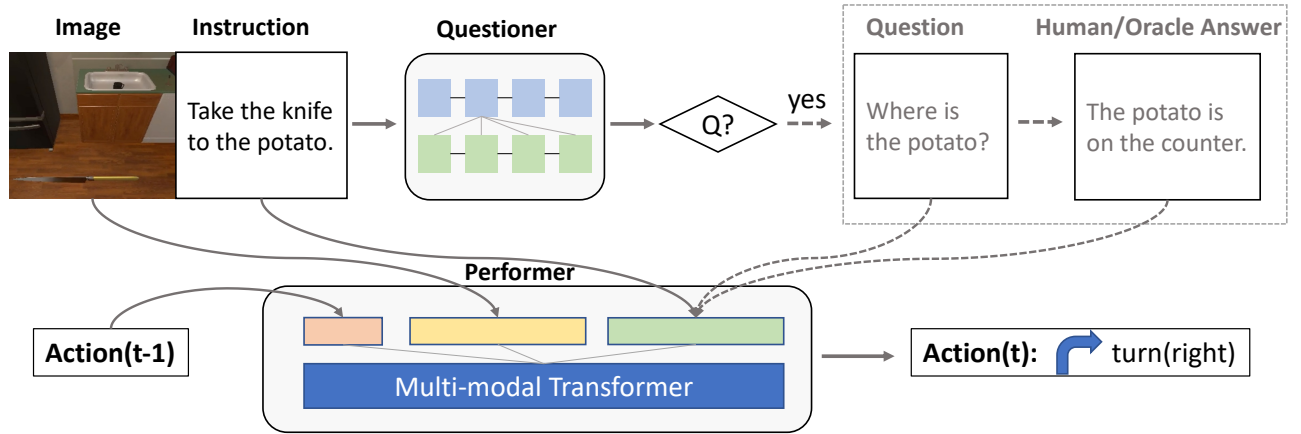 Image
Instruction
Questioner
Question
Human/Oracle Answer
Take the knife
to the potato.
Q?
yes
Where is
the potato?
The potato is
on the counter.
Performer
Action(t-1)
Multi-modal Transformer
Action(t):
turn(right)